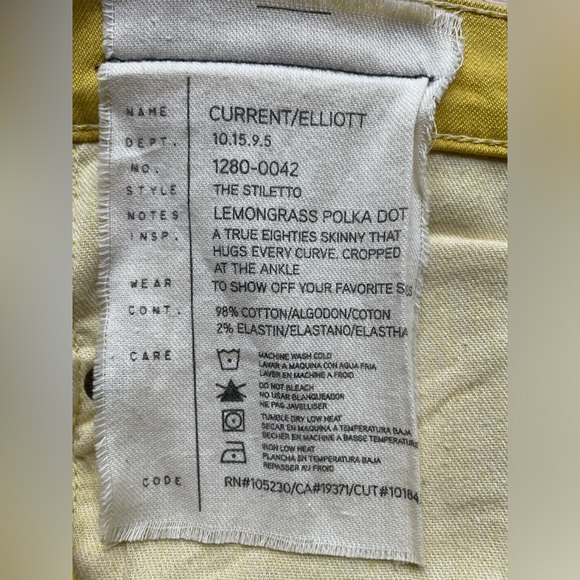 NAME CURRENT/ELLIOTT
DEPT. 10.15.9.5
NO. 1280-0042
STYLE THE STILETTO
NOTES LEMONGRASS POLKA DOT
INSP. A TRUE EIGHTIES SKINNY THAT
HUGS EVERY CURVE. CROPPED
AT THE ANKLE
WEAR TO SHOW OFF YOUR FAVORITE
CONT. 98% COTTON/ALGODON/COTON
2% ELASTIN/ELASTANO/ELASTHA
CARE MACHINE WASH COLD
LAVAR A MAQUINA CON AGUA FRIA
LAVER EN MACHINE A FROID
DO NOT BLEACH
NO USAR BLANQUEADOR
NE PAS JAVELLISER
TUMBLE DRY LOW HEAT
SECAR EN MAQUINA A TEMPERATURA BAJA
SECHER EN MACHINE A BASSE TEMPERATURE
IRON LOW HEAT
PLANCHA EN TEMPERATURA BAJA
REPASSER AU FROID
CODE RN#105230/CA#19371/CUT#10184